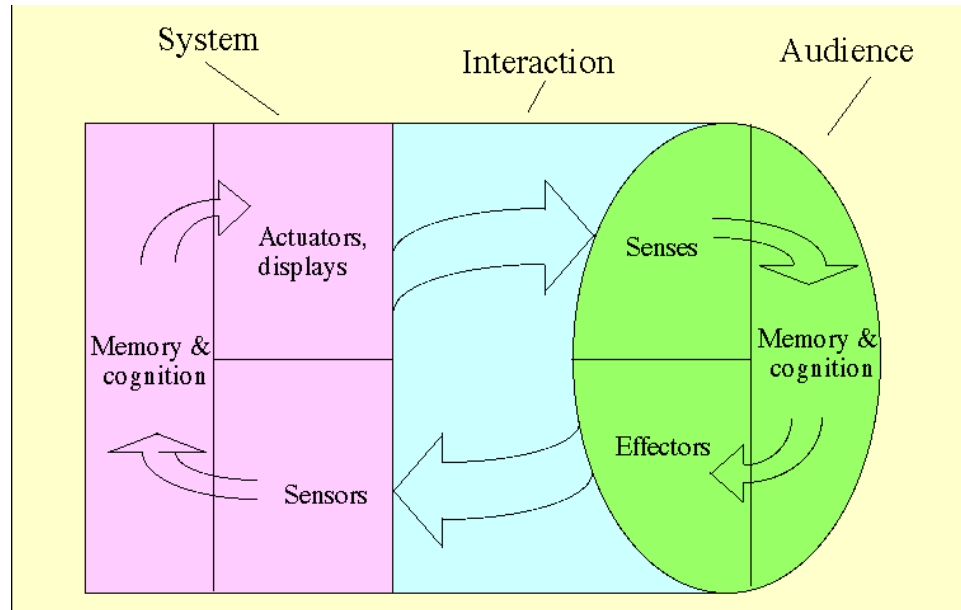 System
Interaction
Audience
Actuators,
displays
Senses
Memory &
cognition
Memory &
cognition
Effectors
Sensors